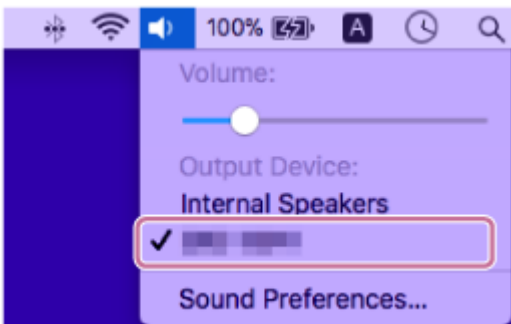 100% A
Volume:
Output Device:
Internal Speakers
Sound Preferences...